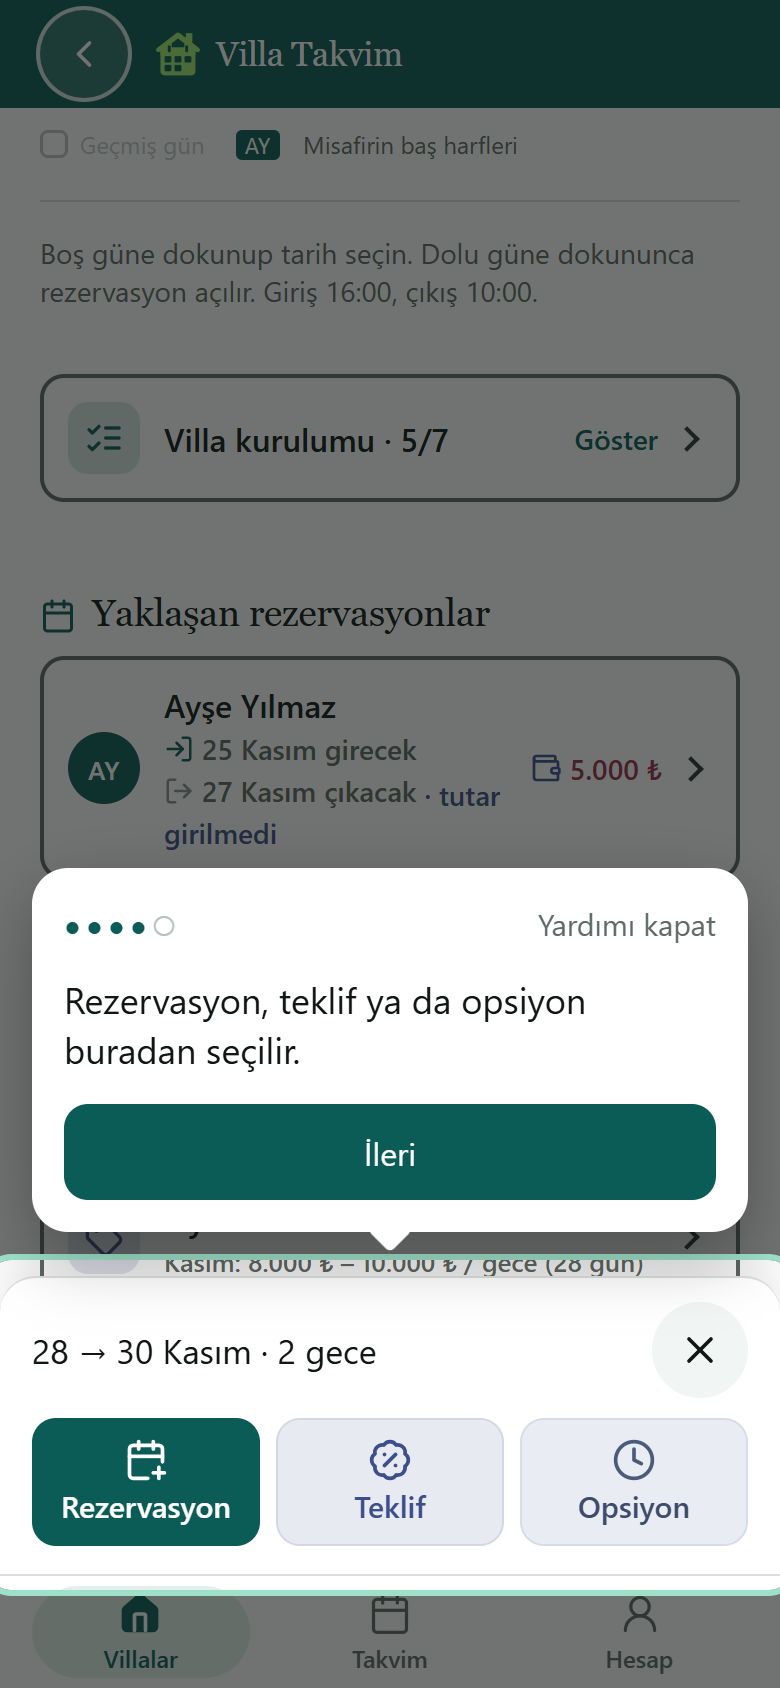 Villa Takvim
Geçmiş gün
AY
Misafirin baş harfleri
Boş güne dokunup tarih seçin. Dolu güne dokununca
rezervasyon açılır. Giriş 16:00, çıkış 10:00.
Villa kurulumu · 5/7
Göster
Yaklaşan rezervasyonlar
AY
Ayşe Yılmaz
25 Kasım girecek
27 Kasım çıkacak · tutar
girilmedi
5.000 ₺
Yardımı kapat
Rezervasyon, teklif ya da opsiyon
buradan seçilir.
İleri
Kasım: 8.000 ₺ – 10.000 ₺ / gece (28 gün)
28 → 30 Kasım · 2 gece
Rezervasyon
Teklif
Opsiyon
Villalar
Takvim
Hesap